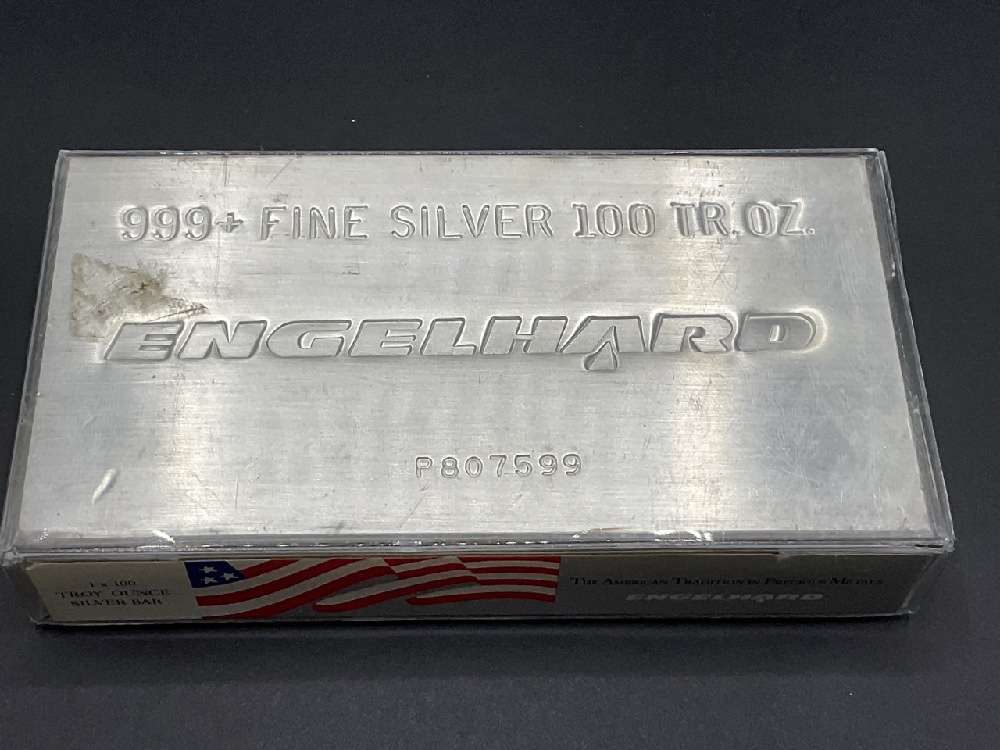 999+ FINE SILVER 100 TR. OZ.
ENGELHARD
P807599
1 x 100
TROY OUNCE
SILVER BAR
THE AMERICAN TRADITION IN PRECIOUS METALS
ENGELHARD